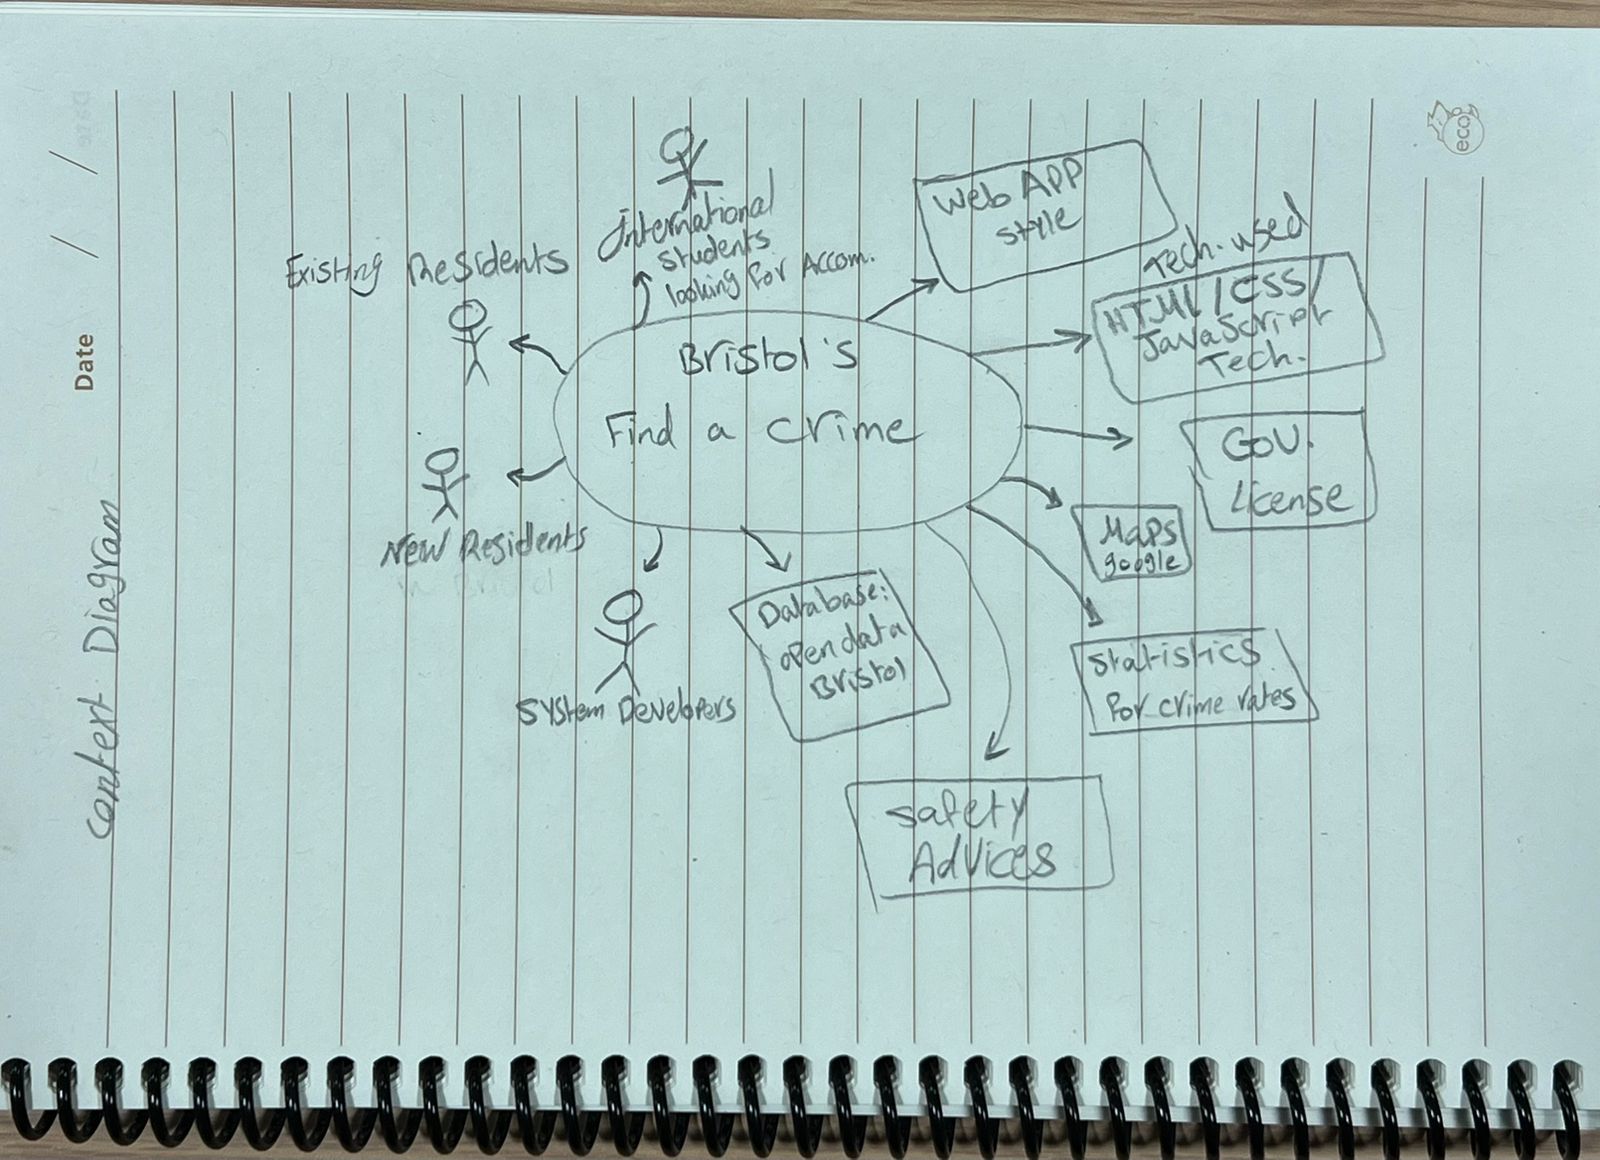 Context Diagram
Date
/ /
eco
International
students
looking for Accom.
Existing Residents
New Residents
in Bristol
System Developers
Bristol's
Find a crime
Web APP
style
Tech. used
HTML / CSS /
JavaScript
Tech.
Gov.
License
Maps
google
Statistics
For crime rates
Database:
open data
Bristol
Safety
Advices